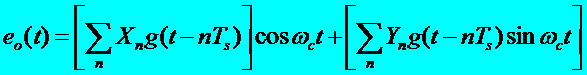 e_o(t) = [∑_n X_n g(t − nT_s)] cos ω_c t + [∑_n Y_n g(t − nT_s) sin ω_c t]